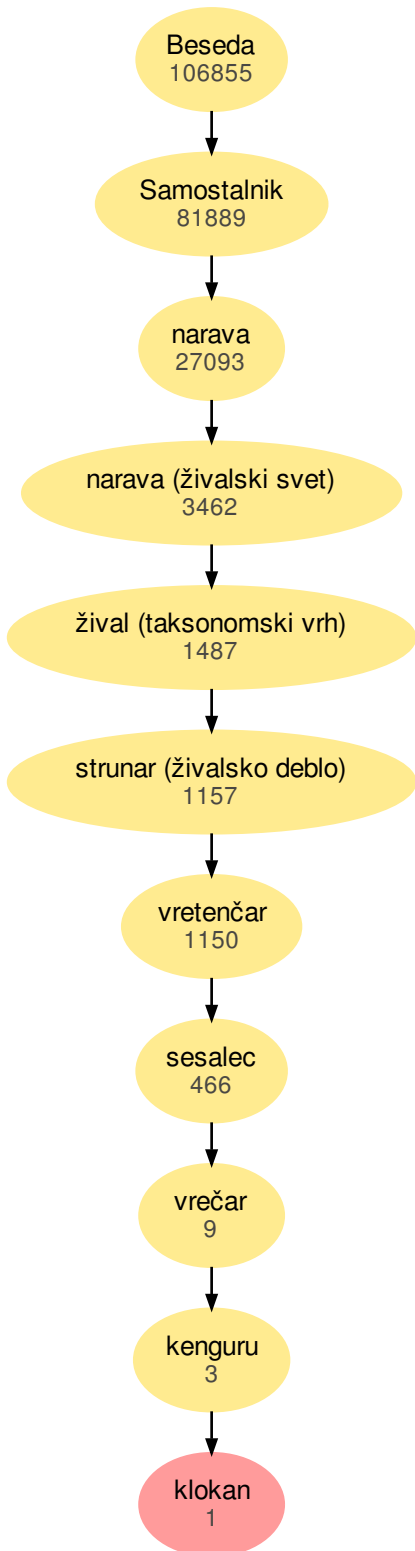 Beseda
106855
Samostalnik
81889
narava
27093
narava (živalski svet)
3462
žival (taksonomski vrh)
1487
strunar (živalsko deblo)
1157
vretenčar
1150
sesalec
466
vrečar
9
kenguru
3
klokan
1